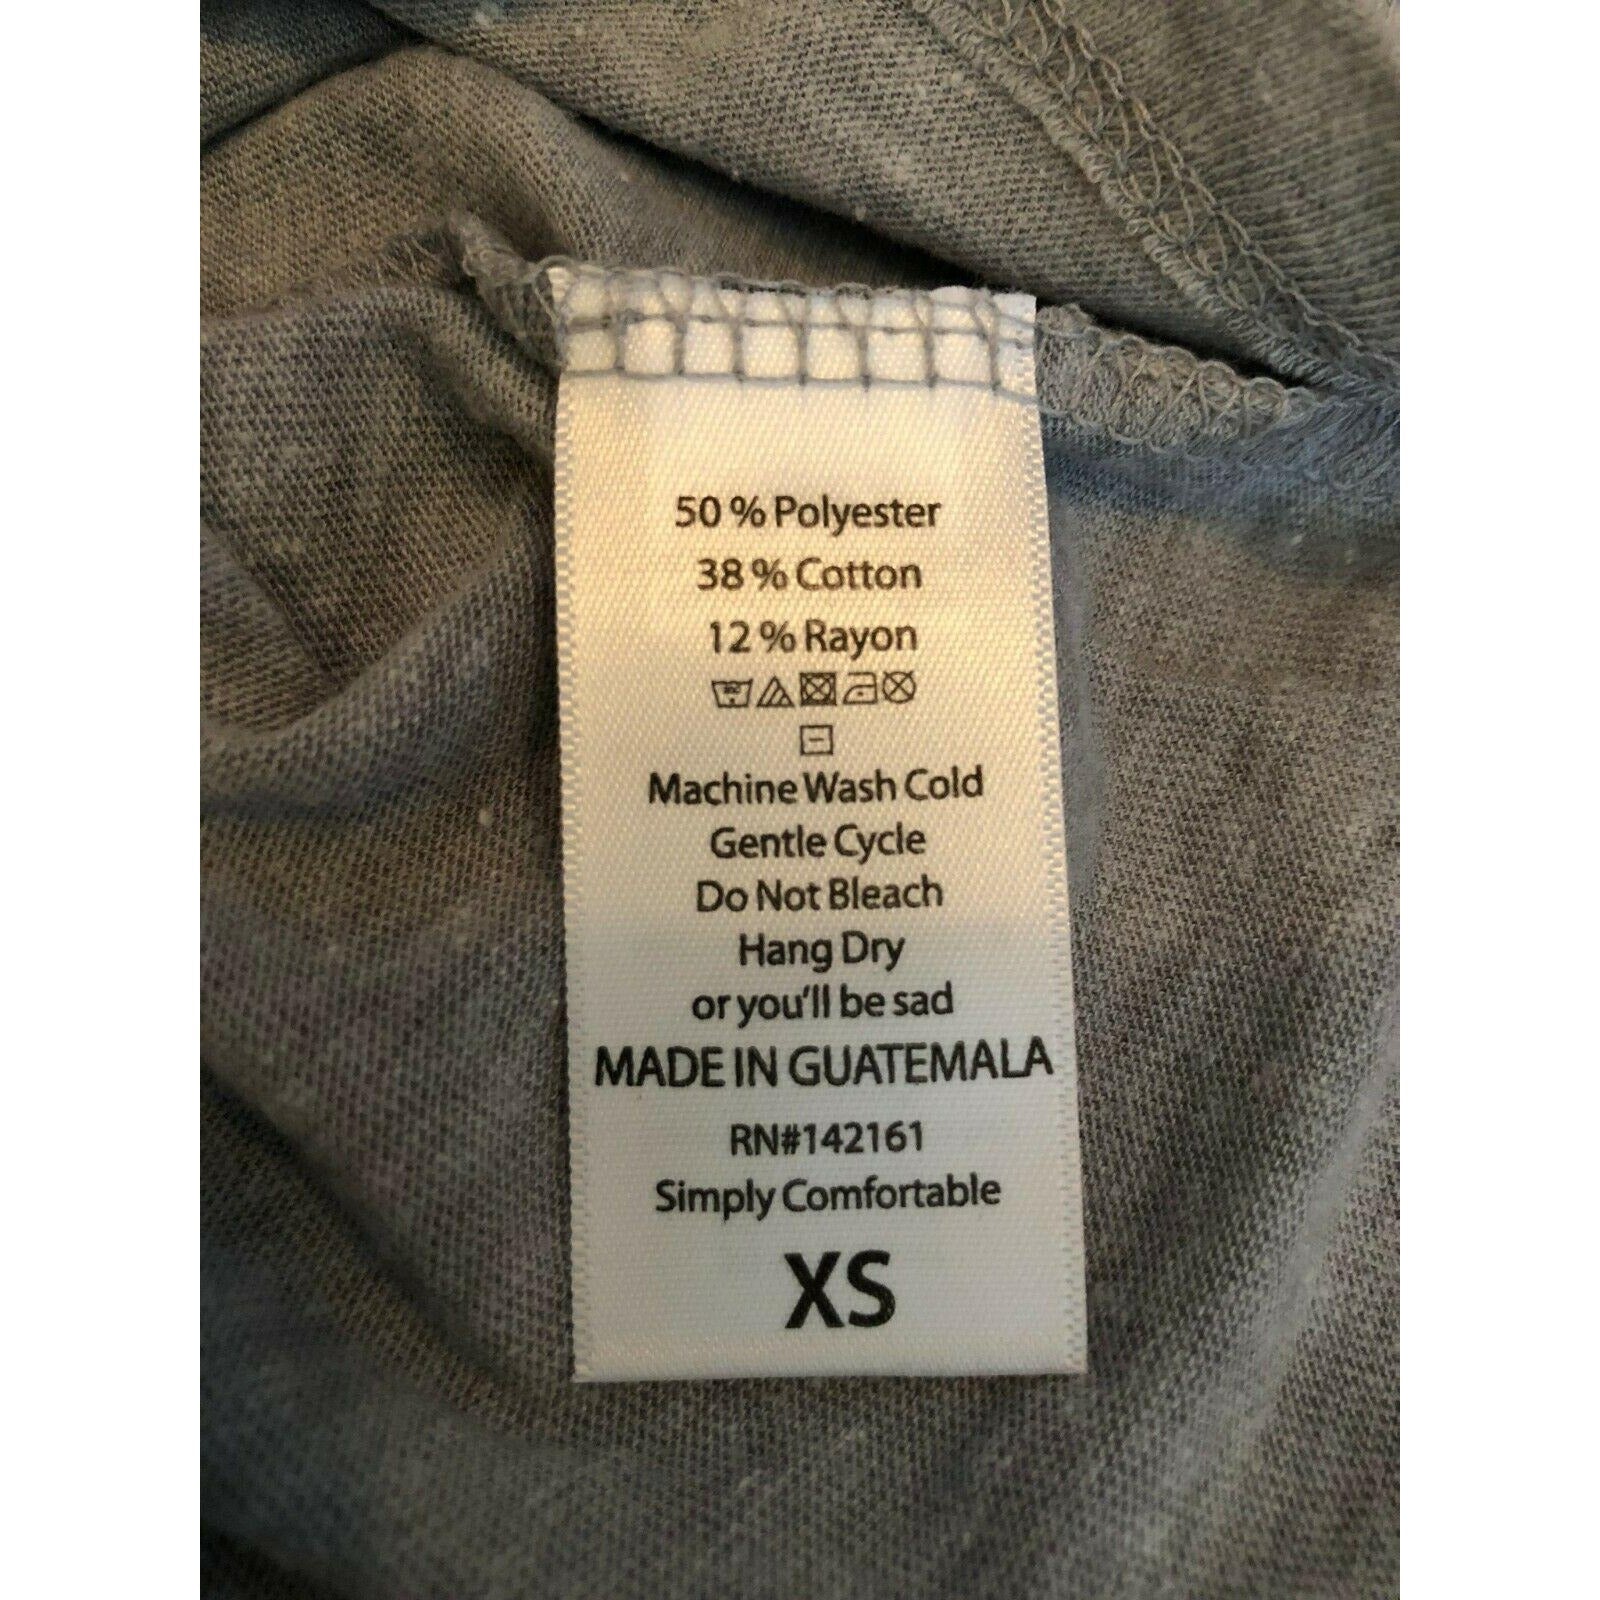 50 % Polyester
38 % Cotton
12 % Rayon
Machine Wash Cold
Gentle Cycle
Do Not Bleach
Hang Dry
or you'll be sad
MADE IN GUATEMALA
RN#142161
Simply Comfortable
XS